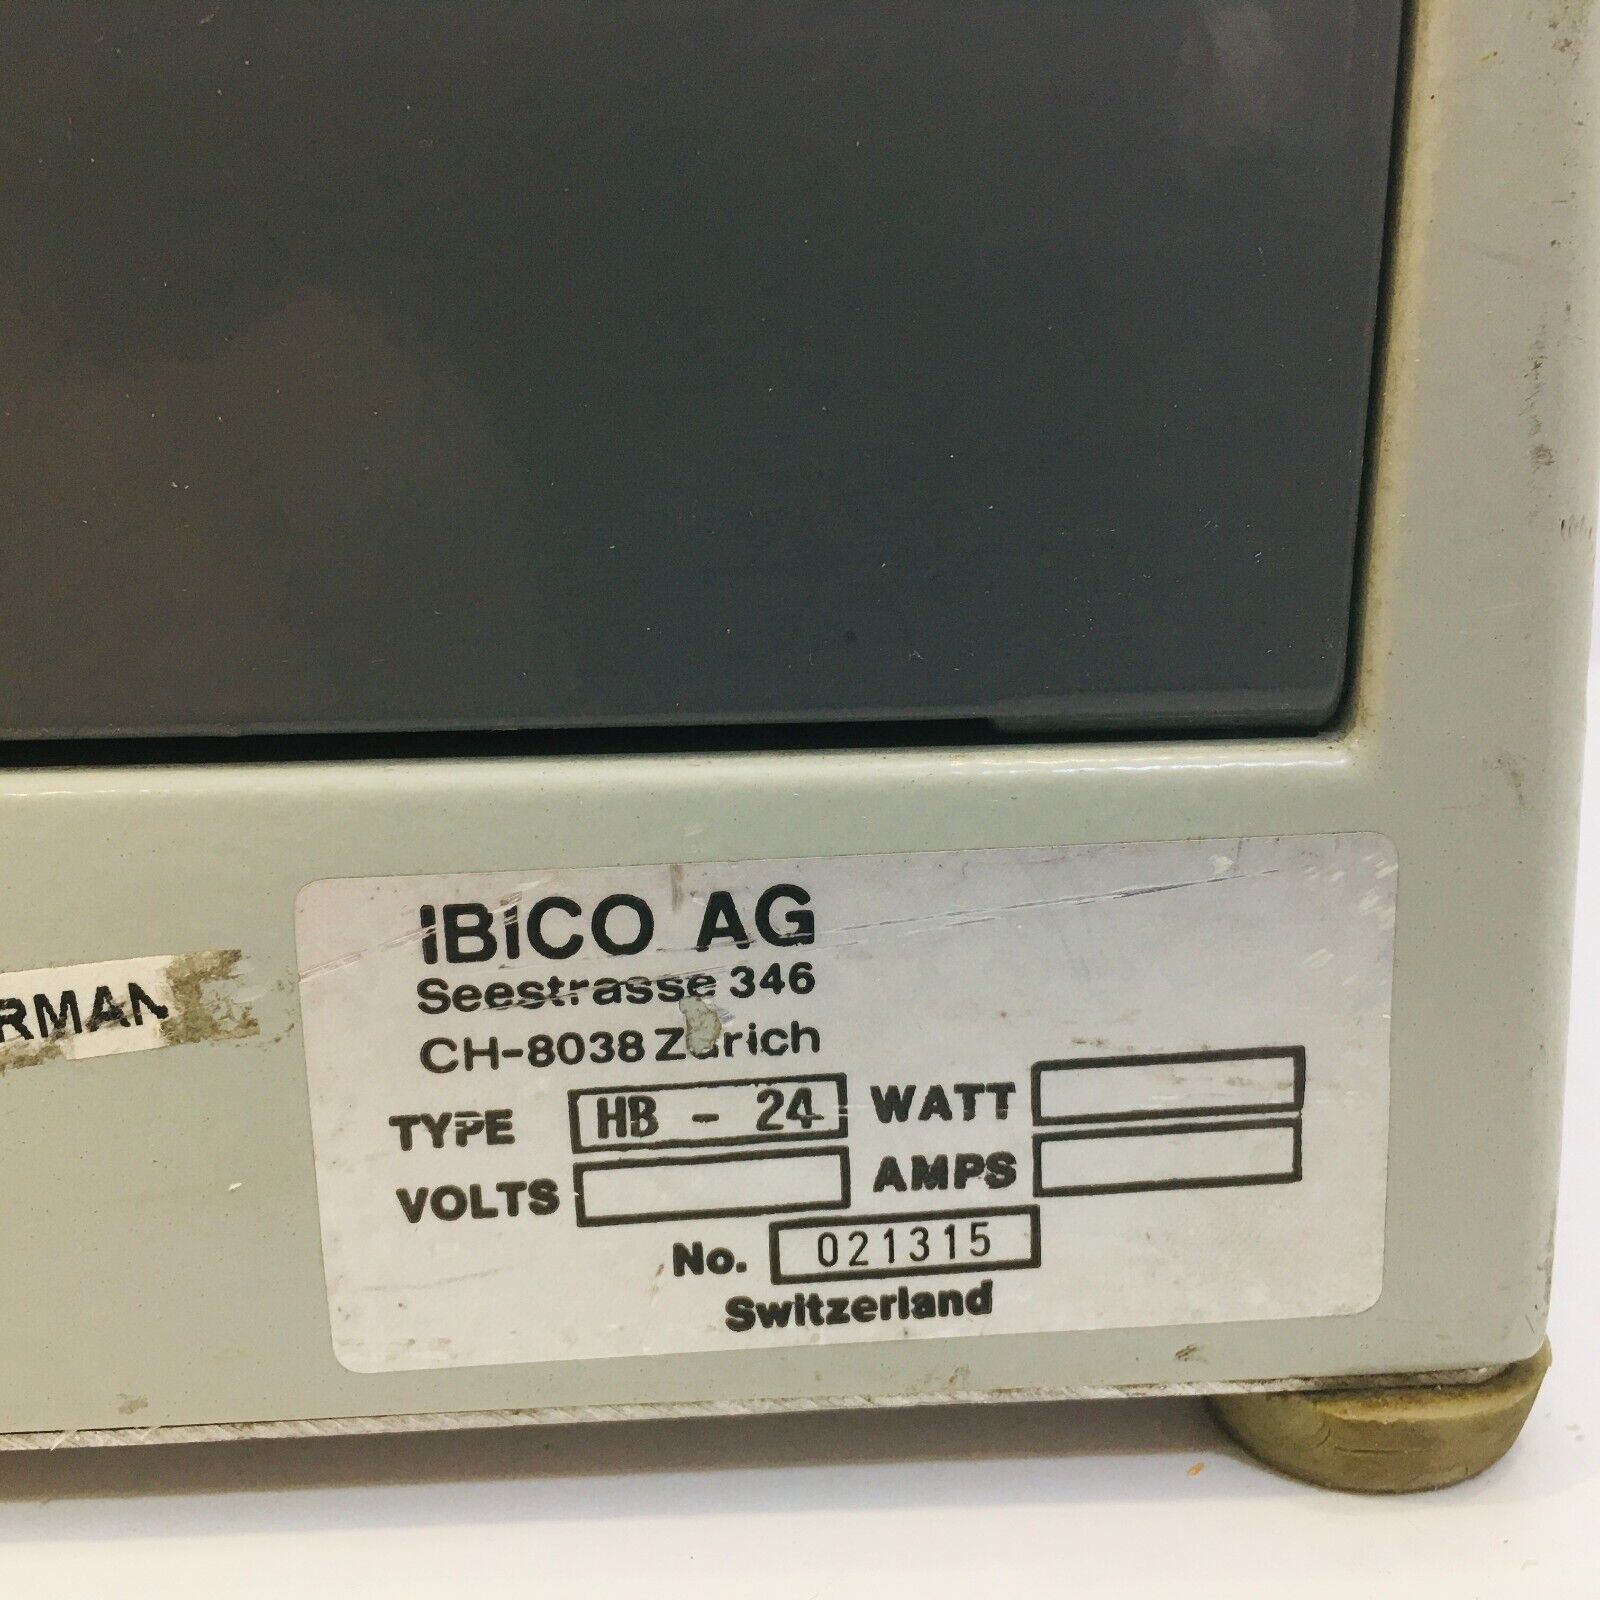 IBICO AG
Seestrasse 346
CH-8038 Zürich
TYPE HB - 24 WATT
VOLTS AMPS
No. 021315
Switzerland
RMAN